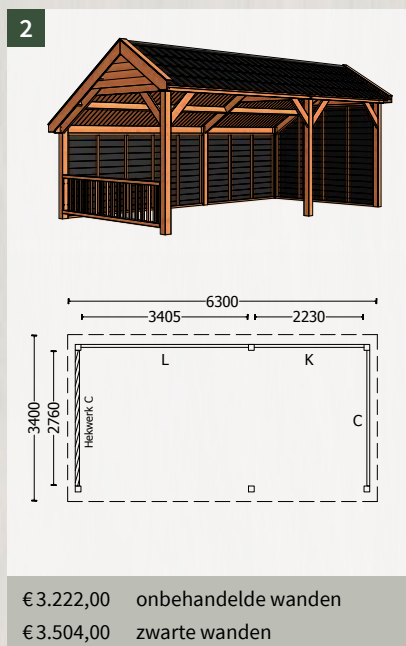 2
6300
3405 2230
L K
3400 2760 Hekwerk C C
€ 3.222,00 onbehandelde wanden
€ 3.504,00 zwarte wanden